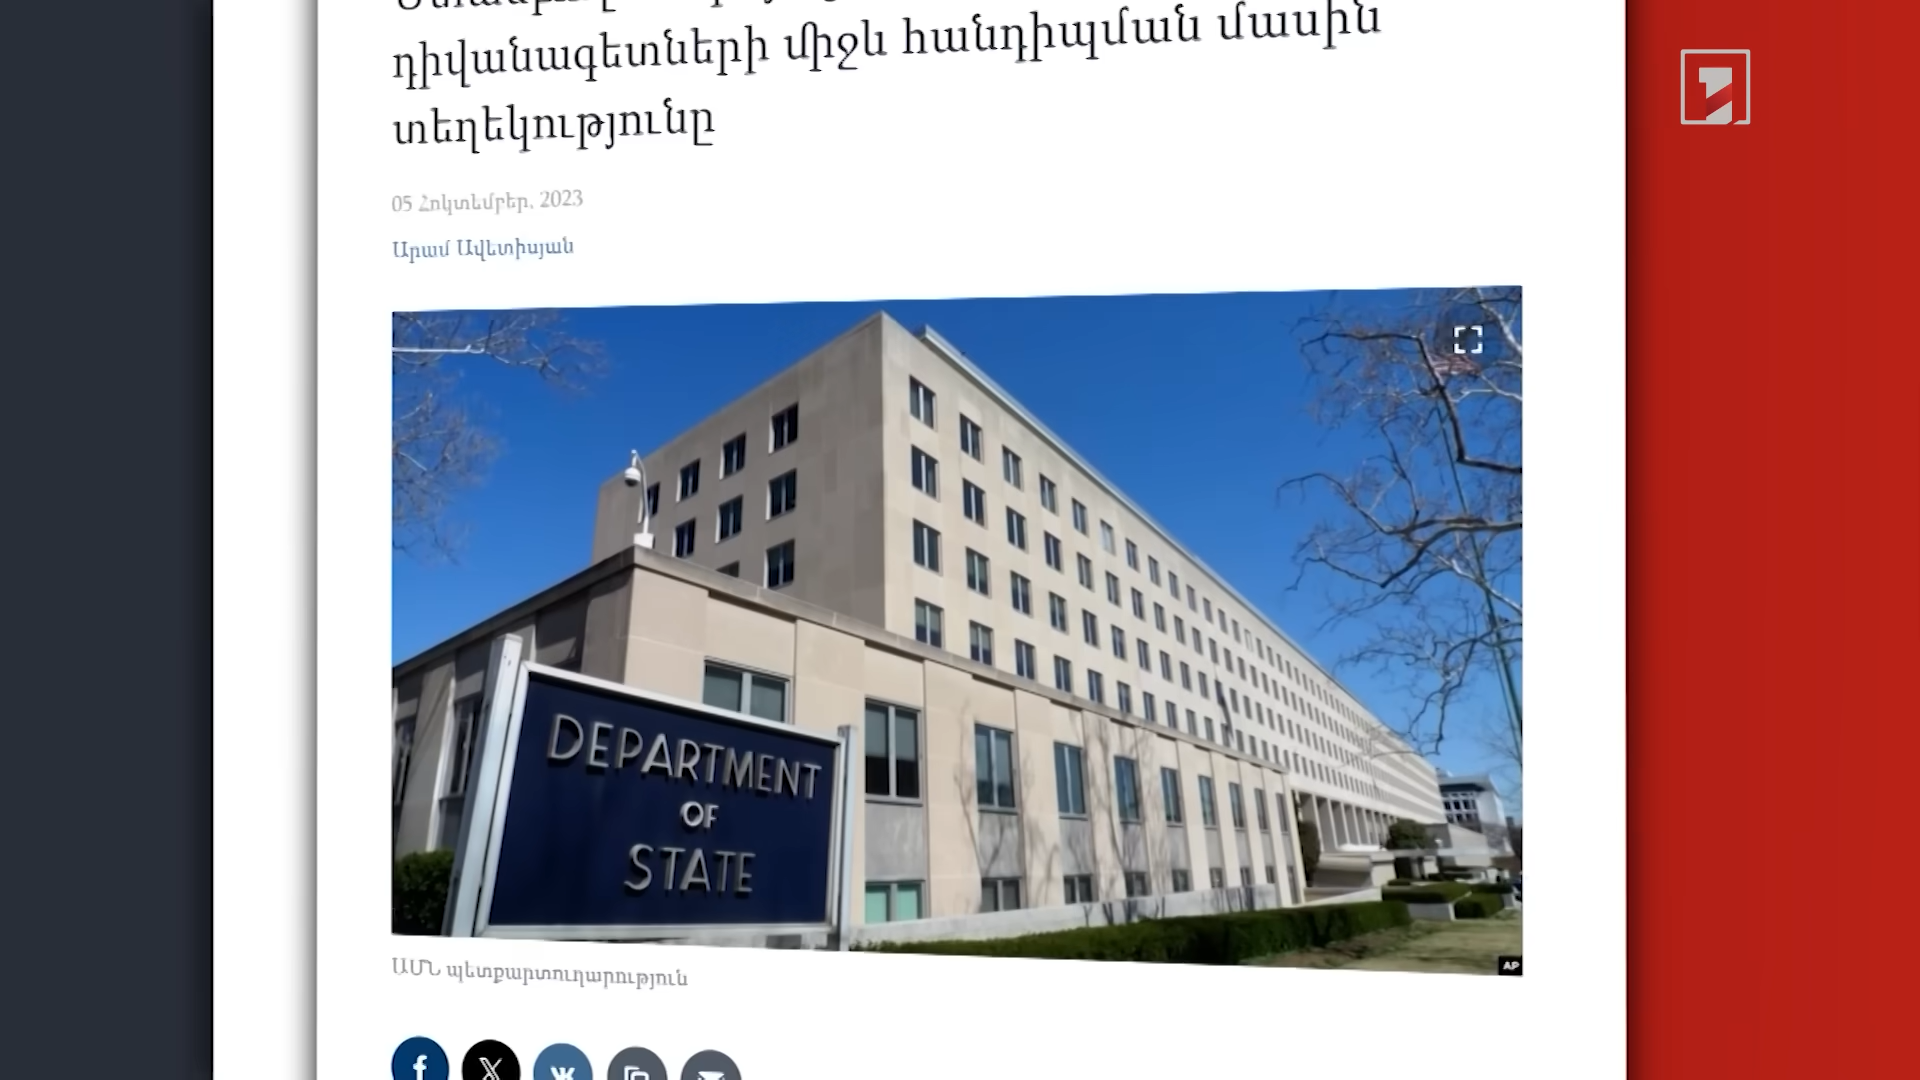 դիվանագետների միջև հանդիպման մասին
տեղեկությունը
05 Հոկտեմբեր, 2023
Արամ Ավետիսյան
DEPARTMENT
OF
STATE
AP
ԱՄՆ պետքարտուղարություն